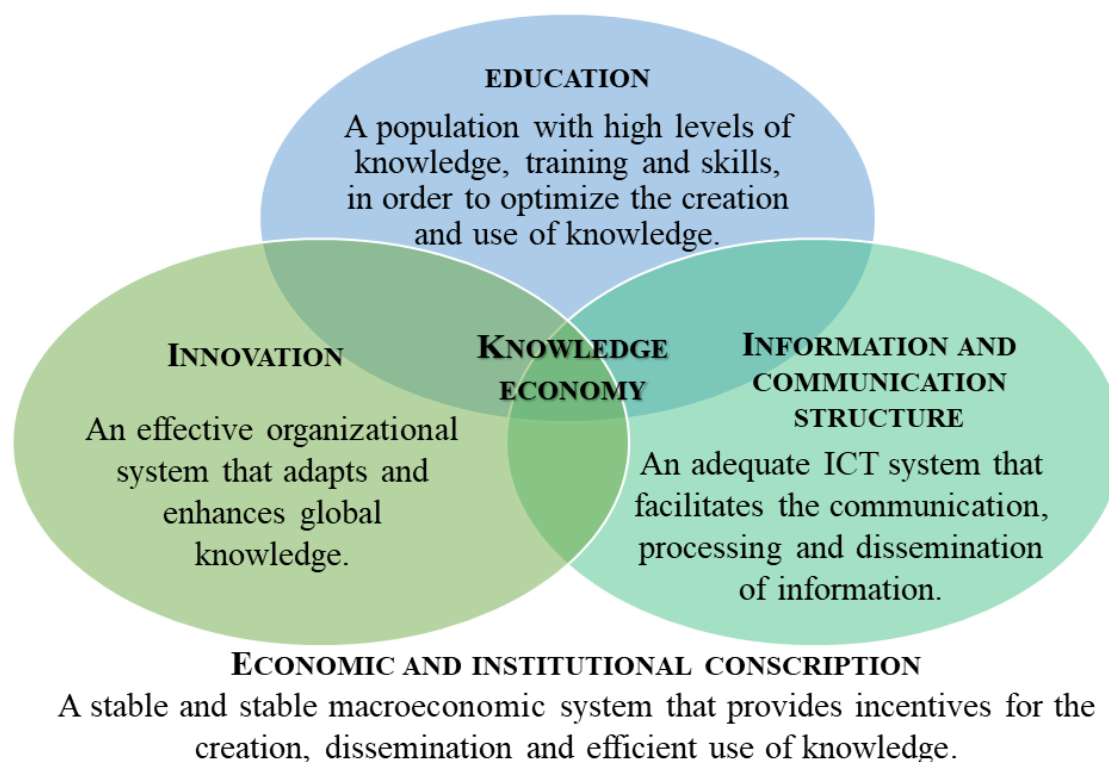 EDUCATION
A population with high levels of
knowledge, training and skills,
in order to optimize the creation
and use of knowledge.
INNOVATION
An effective organizational
system that adapts and
enhances global
knowledge.
KNOWLEDGE
ECONOMY
INFORMATION AND
COMMUNICATION
STRUCTURE
An adequate ICT system that
facilitates the communication,
processing and dissemination
of information.
ECONOMIC AND INSTITUTIONAL CONSCRIPTION
A stable and stable macroeconomic system that provides incentives for the
creation, dissemination and efficient use of knowledge.